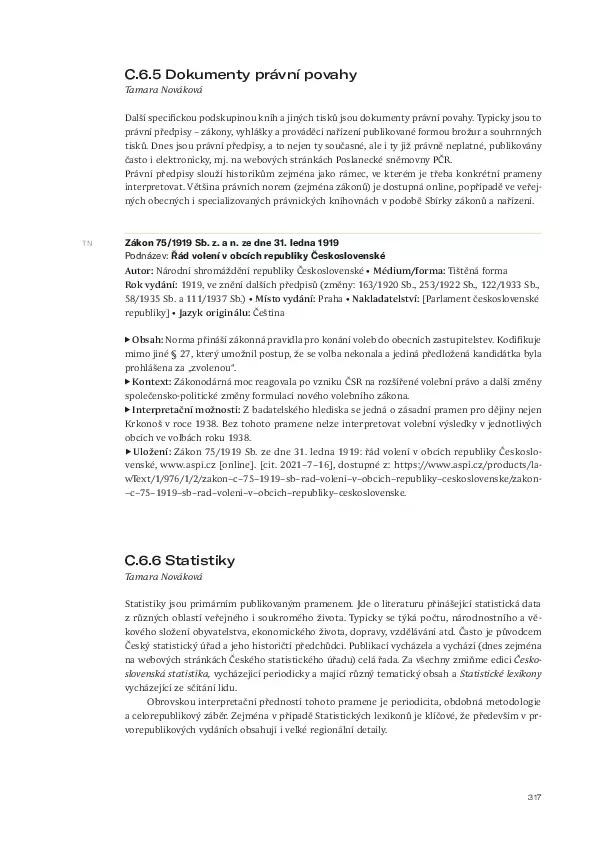 C.6.5 Dokumenty právní povahy
Tamara Nováková
Další specifickou podskupinou knih a jiných tisků jsou dokumenty právní povahy. Typicky jsou to
právní předpisy – zákony, vyhlášky a prováděcí nařízení publikované formou brožur a souhrnných
tisků. Dnes jsou právní předpisy, a to nejen ty současné, ale i ty již právně neplatné, publikovány
často i elektronicky, mj. na webových stránkách Poslanecké sněmovny PČR.
Právní předpisy slouží historikům zejména jako rámec, ve kterém je třeba konkrétní prameny
interpretovat. Většina právních norem (zejména zákonů) je dostupná online, popřípadě ve veřej-
ných obecných i specializovaných právnických knihovnách v podobě Sbírky zákonů a nařízení.
TN
Zákon 75/1919 Sb. z. a n. ze dne 31. ledna 1919
Podnázev: Řád volení v obcích republiky Československé
Autor: Národní shromáždění republiky Československé • Médium/forma: Tištěná forma
Rok vydání: 1919, ve znění dalších předpisů (změny: 163/1920 Sb., 253/1922 Sb., 122/1933 Sb.,
58/1935 Sb. a 111/1937 Sb.) • Místo vydání: Praha • Nakladatelství: [Parlament československé
republiky] • Jazyk originálu: Čeština
▶ Obsah: Norma přináší zákonná pravidla pro konání voleb do obecních zastupitelstev. Kodifikuje
mimo jiné § 27, který umožnil postup, že se volba nekonala a jediná předložená kandidátka byla
prohlášena za „zvolenou“.
▶ Kontext: Zákonodárná moc reagovala po vzniku ČSR na rozšířené volební právo a další změny
společensko-politické změny formulací nového volebního zákona.
▶ Interpretační možnosti: Z badatelského hlediska se jedná o zásadní pramen pro dějiny nejen
Krkonoš v roce 1938. Bez tohoto pramene nelze interpretovat volební výsledky v jednotlivých
obcích ve volbách roku 1938.
▶ Uložení: Zákon 75/1919 Sb. ze dne 31. ledna 1919: řád volení v obcích republiky Českoslo-
venské, www.aspi.cz [online]. [cit. 2021–7–16], dostupné z: https://www.aspi.cz/products/la-
wText/1/976/1/2/zakon–c–75–1919–sb–rad–voleni–v–obcich–republiky–ceskoslovenske/zakon-
–c–75–1919–sb–rad–voleni–v–obcich–republiky–ceskoslovenske.
C.6.6 Statistiky
Tamara Nováková
Statistiky jsou primárním publikovaným pramenem. Jde o literaturu přinášející statistická data
z různých oblastí veřejného i soukromého života. Typicky se týká počtu, národnostního a vě-
kového složení obyvatelstva, ekonomického života, dopravy, vzdělávání atd. Často je původcem
Český statistický úřad a jeho historičtí předchůdci. Publikací vycházela a vychází (dnes zejména
na webových stránkách Českého statistického úřadu) celá řada. Za všechny zmiňme edici Česko-
slovenská statistika, vycházející periodicky a mající různý tematický obsah a Statistické lexikony
vycházející ze sčítání lidu.
Obrovskou interpretační předností tohoto pramene je periodicita, obdobná metodologie
a celorepublikový záběr. Zejména v případě Statistických lexikonů je klíčové, že především v pr-
vorepublikových vydáních obsahují i velké regionální detaily.
317